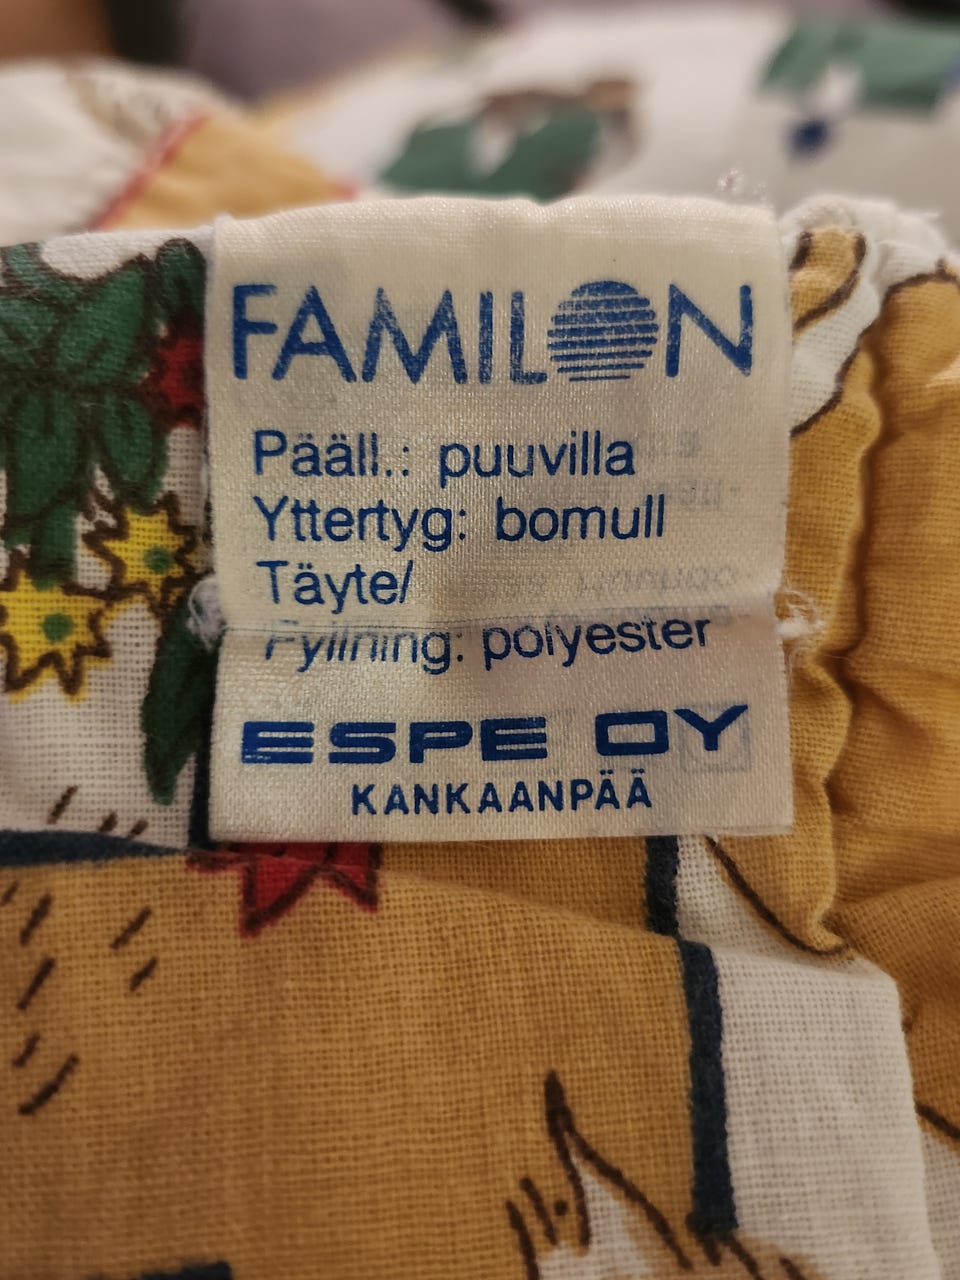 FAMILON
Pääll.: puuvilla
Yttertyg: bomull
Täyte/
Fyllning: polyester
ESPE OY
KANKAANPÄÄ